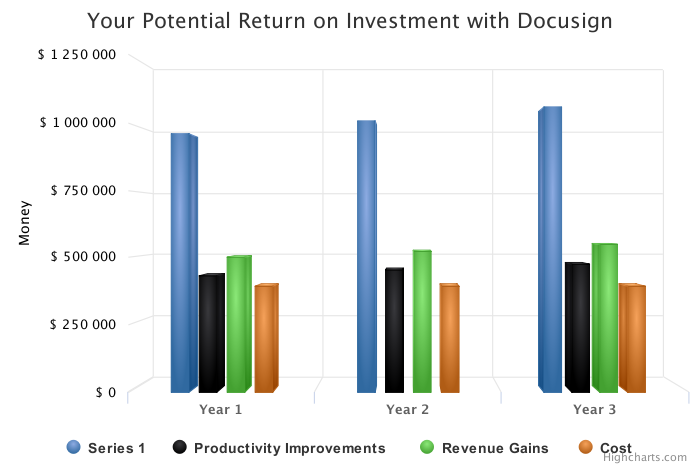 Your Potential Return on Investment with Docusign
Money
$ 1 250 000
$ 1 000 000
$ 750 000
$ 500 000
$ 250 000
$ 0
Year 1
Year 2
Year 3
Series 1
Productivity Improvements
Revenue Gains
Cost
Highcharts.com